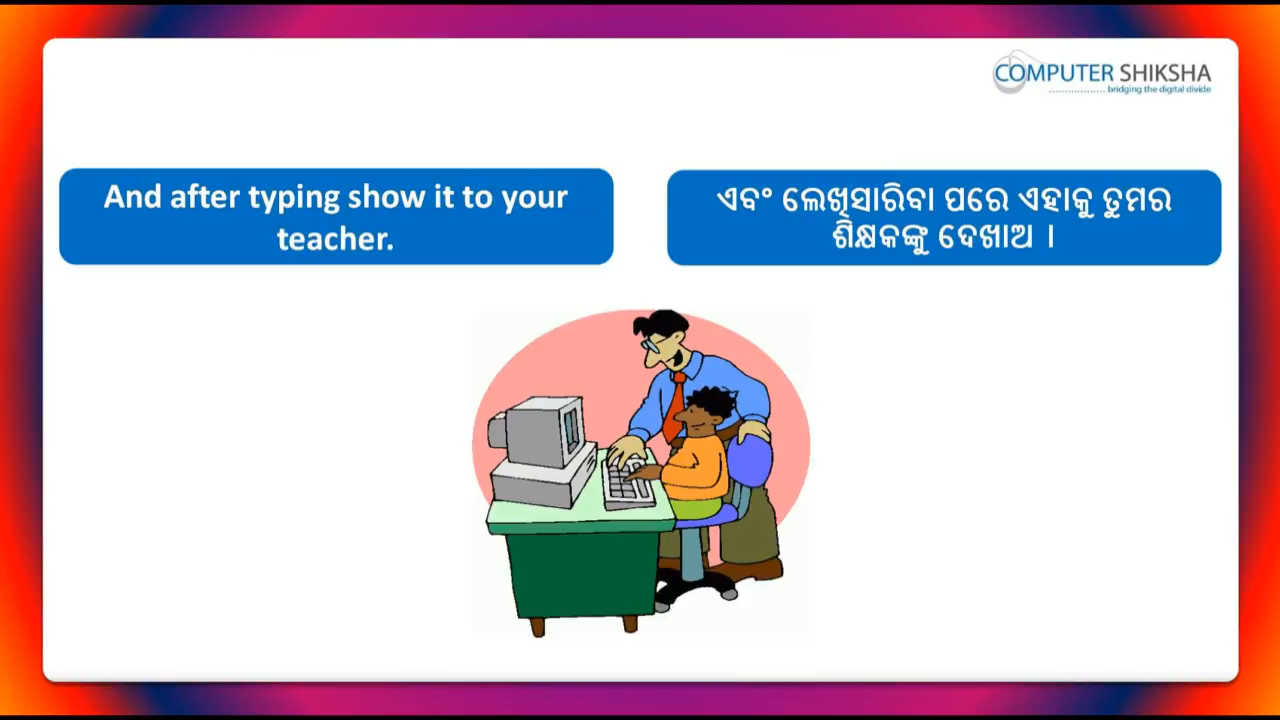 COMPUTER SHIKSHA
bridging the digital divide
And after typing show it to your
teacher.
ଏବଂ ଲେଖିସାରିବା ପରେ ଏହାକୁ ତୁମର
ଶିକ୍ଷକଙ୍କୁ ଦେଖାଅ ।